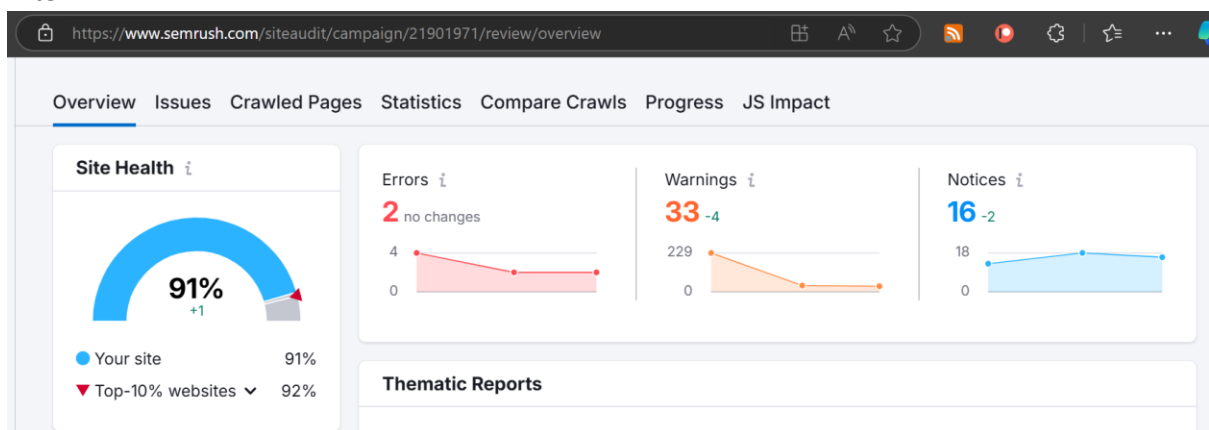 https://www.semrush.com/siteaudit/campaign/21901971/review/overview
Overview Issues Crawled Pages Statistics Compare Crawls Progress JS Impact
Site Health i
91%
+1
Your site 91%
Top-10% websites 92%
Errors i
2 no changes
4
0
Warnings i
33 -4
229
0
Notices i
16 -2
18
0
Thematic Reports